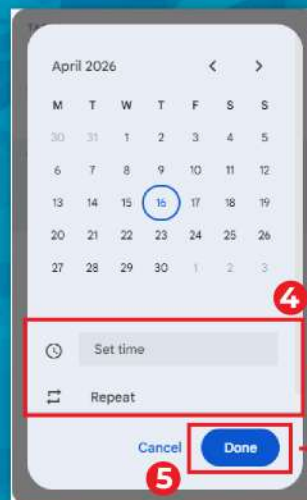 April 2026 < >
M T W T F S S
30 31 1 2 3 4 5
6 7 8 9 10 11 12
13 14 15 16 17 18 19
20 21 22 23 24 25 26
27 28 29 30 1 2 3
4
Set time
Repeat
Cancel Done
5